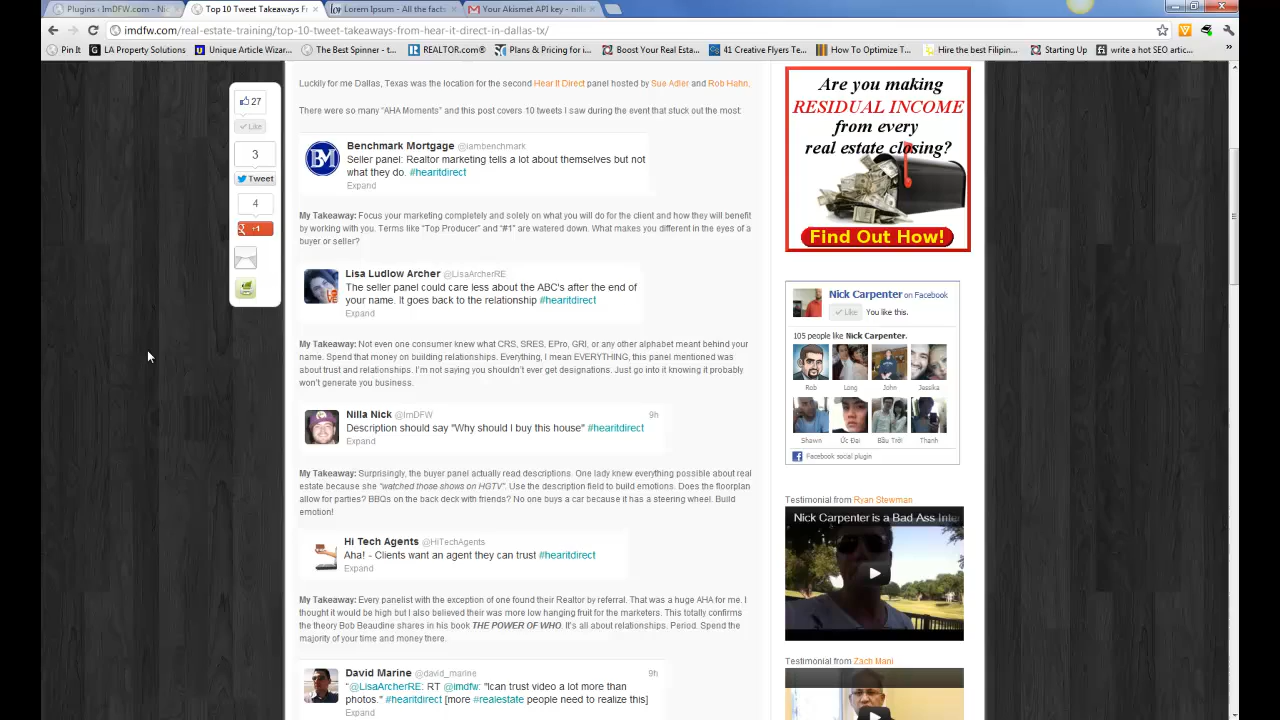 Plugins ‹ ImDFW.com - Nic
Top 10 Tweet Takeaways Fr
Lorem Ipsum - All the facts
Your Akismet API key - nilla
imdfw.com/real-estate-training/top-10-tweet-takeaways-from-hear-it-direct-in-dallas-tx/
Pin It LA Property Solutions Unique Article Wizar... The Best Spinner - t... REALTOR.com® Plans & Pricing for i... Boost Your Real Esta... 41 Creative Flyers Te... How To Optimize T... Hire the best Filipin... Starting Up write a hot SEO artic...
Luckily for me Dallas, Texas was the location for the second Hear It Direct panel hosted by Sue Adler and Rob Hahn.
There were so many “AHA Moments” and this post covers 10 tweets I saw during the event that stuck out the most:
27
Like
3
Tweet
4
+1
Benchmark Mortgage @iambenchmark
Seller panel: Realtor marketing tells a lot about themselves but not
what they do. #hearitdirect
Expand
My Takeaway: Focus your marketing completely and solely on what you will do for the client and how they will benefit
by working with you. Terms like “Top Producer” and “#1” are watered down. What makes you different in the eyes of a
buyer or seller?
Lisa Ludlow Archer @LisaArcherRE
The seller panel could care less about the ABC's after the end of
your name. It goes back to the relationship #hearitdirect
Expand
My Takeaway: Not even one consumer knew what CRS, SRES, EPro, GRI, or any other alphabet meant behind your
name. Spend that money on building relationships. Everything, I mean EVERYTHING, this panel mentioned was
about trust and relationships. I’m not saying you shouldn’t ever get designations. Just go into it knowing it probably
won’t generate you business.
Nilla Nick @ImDFW 9h
Description should say "Why should I buy this house" #hearitdirect
Expand
My Takeaway: Surprisingly, the buyer panel actually read descriptions. One lady knew everything possible about real
estate because she “watched those shows on HGTV”. Use the description field to build emotions. Does the floorplan
allow for parties? BBQs on the back deck with friends? No one buys a car because it has a steering wheel. Build
emotion!
Hi Tech Agents @HiTechAgents
Aha! - Clients want an agent they can trust #hearitdirect
Expand
My Takeaway: Every panelist with the exception of one found their Realtor by referral. That was a huge AHA for me. I
thought it would be high but I also believed their was more low hanging fruit for the marketers. This totally confirms
the theory Bob Beaudine shares in his book THE POWER OF WHO. It’s all about relationships. Period. Spend the
majority of your time and money there.
David Marine @david_marine 9h
"@LisaArcherRE: RT @imdfw: "Ican trust video a lot more than
photos." #hearitdirect [more #realestate people need to realize this]
Expand
Are you making
RESIDUAL INCOME
from every
real estate closing?
Find Out How!
Nick Carpenter on Facebook
Like You like this.
105 people like Nick Carpenter.
Rob Long John Jessika
Shawn Ức Đại Bầu Trời Thanh
Facebook social plugin
Testimonial from Ryan Stewman
Nick Carpenter is a Bad Ass Inte
Testimonial from Zach Mani